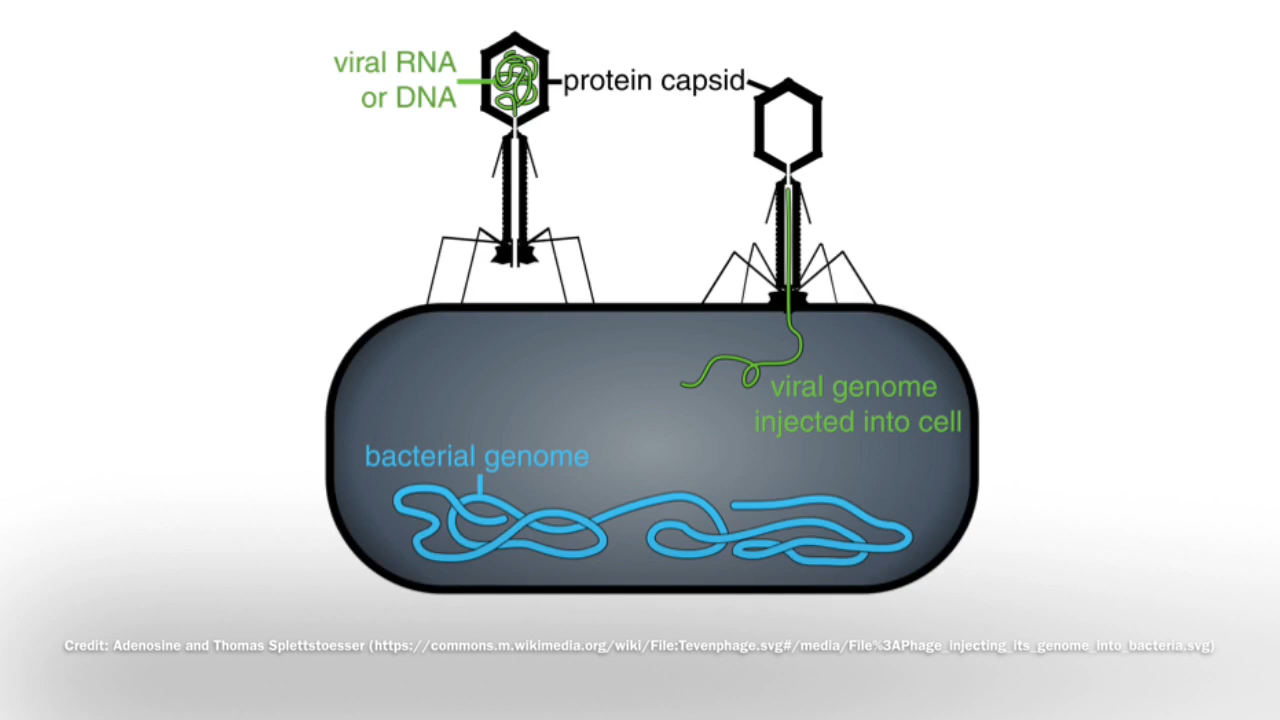 viral RNA
or DNA
protein capsid
viral genome
injected into cell
bacterial genome
Credit: Adenosine and Thomas Splettstoesser (https://commons.m.wikimedia.org/wiki/File:Tevenphage.svg#/media/File%3APhage_injecting_its_genome_into_bacteria.svg)